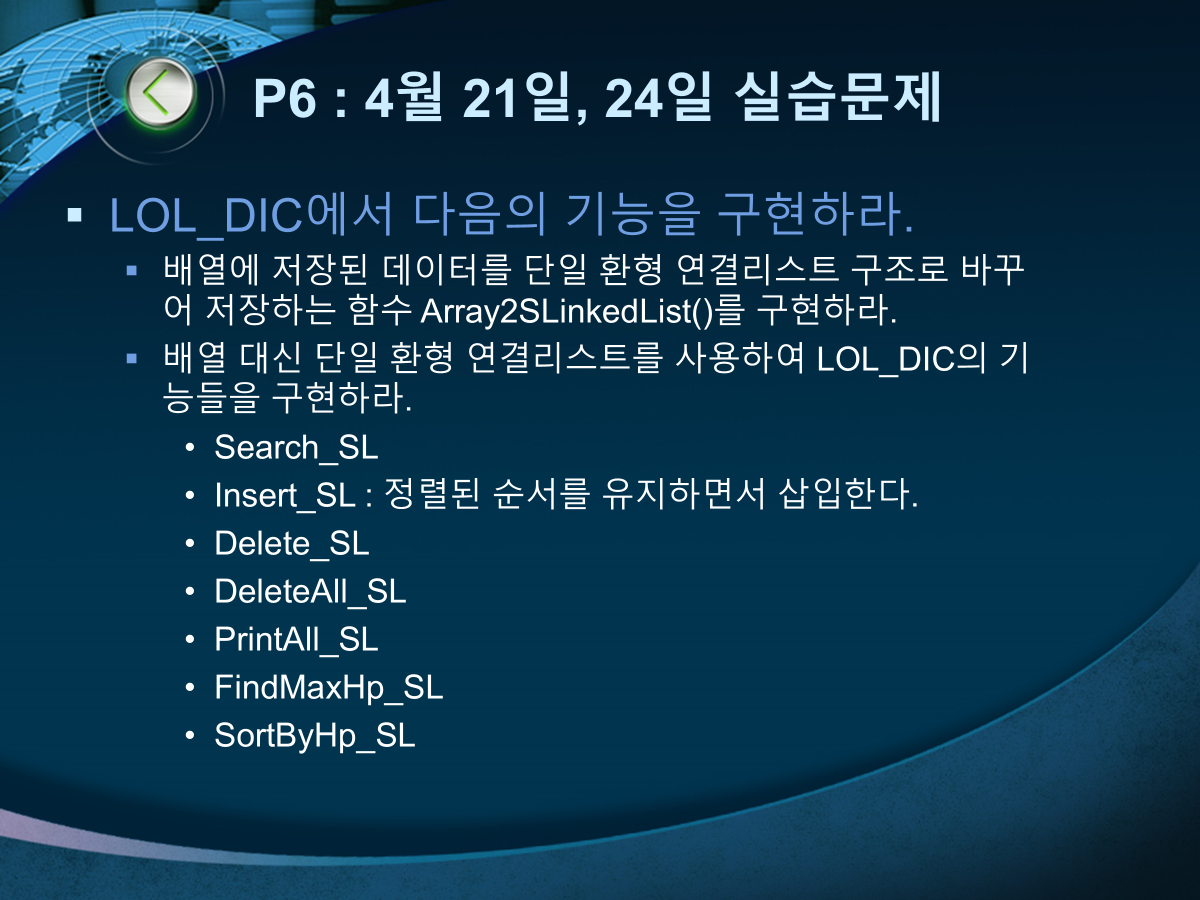 P6 : 4월 21일, 24일 실습문제
▪ LOL_DIC에서 다음의 기능을 구현하라.
▪ 배열에 저장된 데이터를 단일 환형 연결리스트 구조로 바꾸
어 저장하는 함수 Array2SLinkedList()를 구현하라.
▪ 배열 대신 단일 환형 연결리스트를 사용하여 LOL_DIC의 기
능들을 구현하라.
• Search_SL
• Insert_SL : 정렬된 순서를 유지하면서 삽입한다.
• Delete_SL
• DeleteAll_SL
• PrintAll_SL
• FindMaxHp_SL
• SortByHp_SL